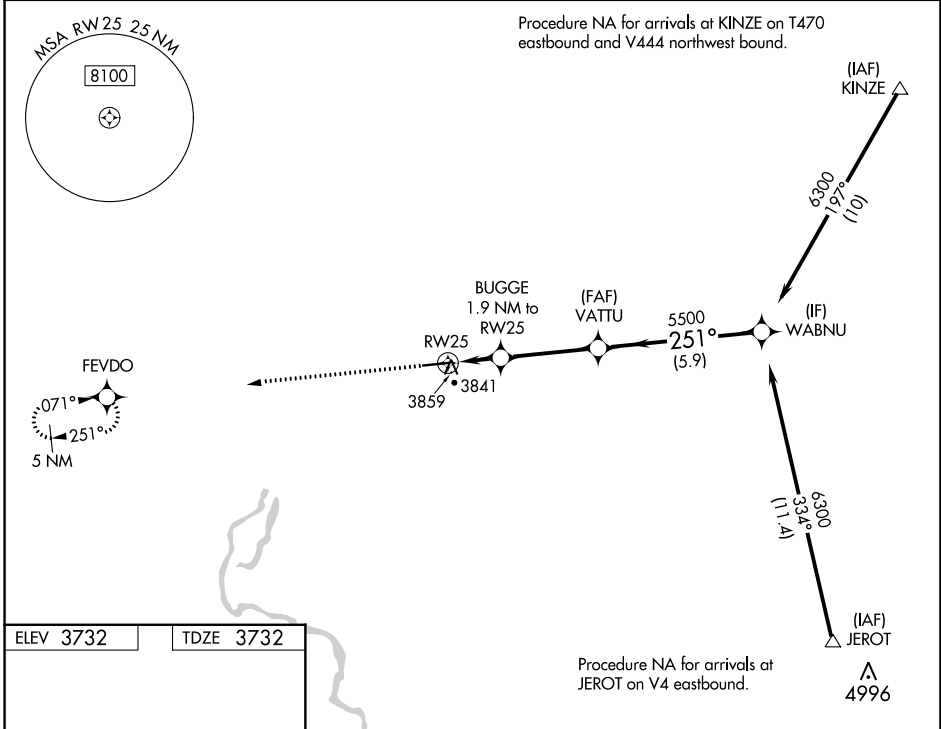 MSA RW25 25 NM
8100
Procedure NA for arrivals at KINZE on T470
eastbound and V444 northwest bound.
(IAF)
KINZE
6300
197°
(10)
BUGGE
1.9 NM to
RW25
(FAF)
VATTU
5500
251°
(5.9)
(IF)
WABNU
RW25
3841
3859
FEVDO
071°
251°
5 NM
6300
334°
(11.4)
(IAF)
JEROT
4996
Procedure NA for arrivals at
JEROT on V4 eastbound.
ELEV 3732
TDZE 3732